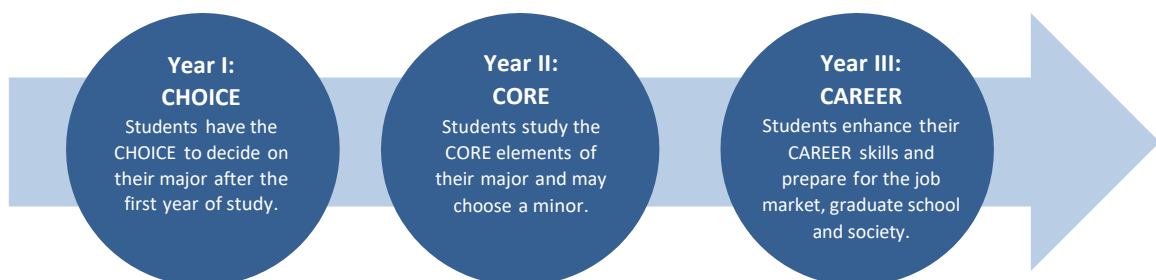 Year I:
CHOICE
Students have the
CHOICE to decide on
their major after the
first year of study.
Year II:
CORE
Students study the
CORE elements of
their major and may
choose a minor.
Year III:
CAREER
Students enhance their
CAREER skills and
prepare for the job
market, graduate school
and society.